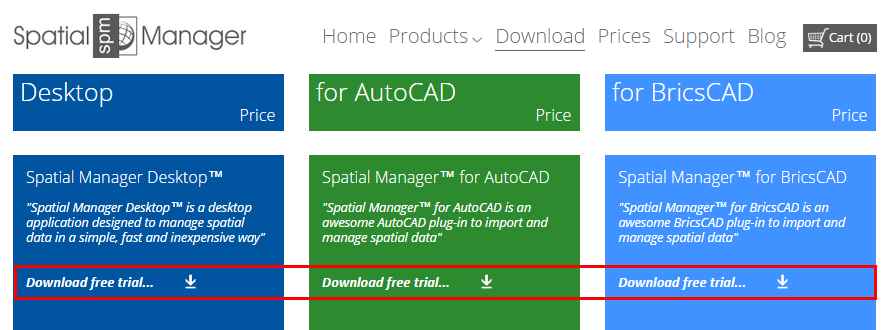 Spatial spm Manager
Home Products Download Prices Support Blog Cart (0)
Desktop
Price
for AutoCAD
Price
for BricsCAD
Price
Spatial Manager Desktop™
"Spatial Manager Desktop™ is a desktop
application designed to manage spatial
data in a simple, fast and inexpensive way"
Download free trial...
Spatial Manager™ for AutoCAD
"Spatial Manager™ for AutoCAD is an
awesome AutoCAD plug-in to import and
manage spatial data"
Download free trial...
Spatial Manager™ for BricsCAD
"Spatial Manager™ for BricsCAD is an
awesome BricsCAD plug-in to import and
manage spatial data"
Download free trial...